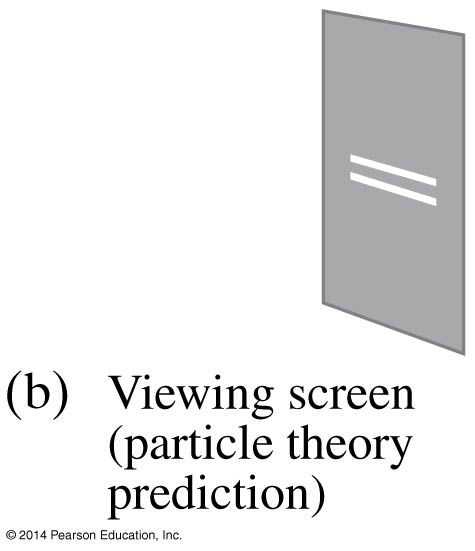 (b) Viewing screen
(particle theory
prediction)
© 2014 Pearson Education, Inc.